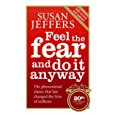 SUSAN
JEFFERS
Feel the
fear and
do it
anyway
The phenomenal
classic that has
changed the lives
of millions